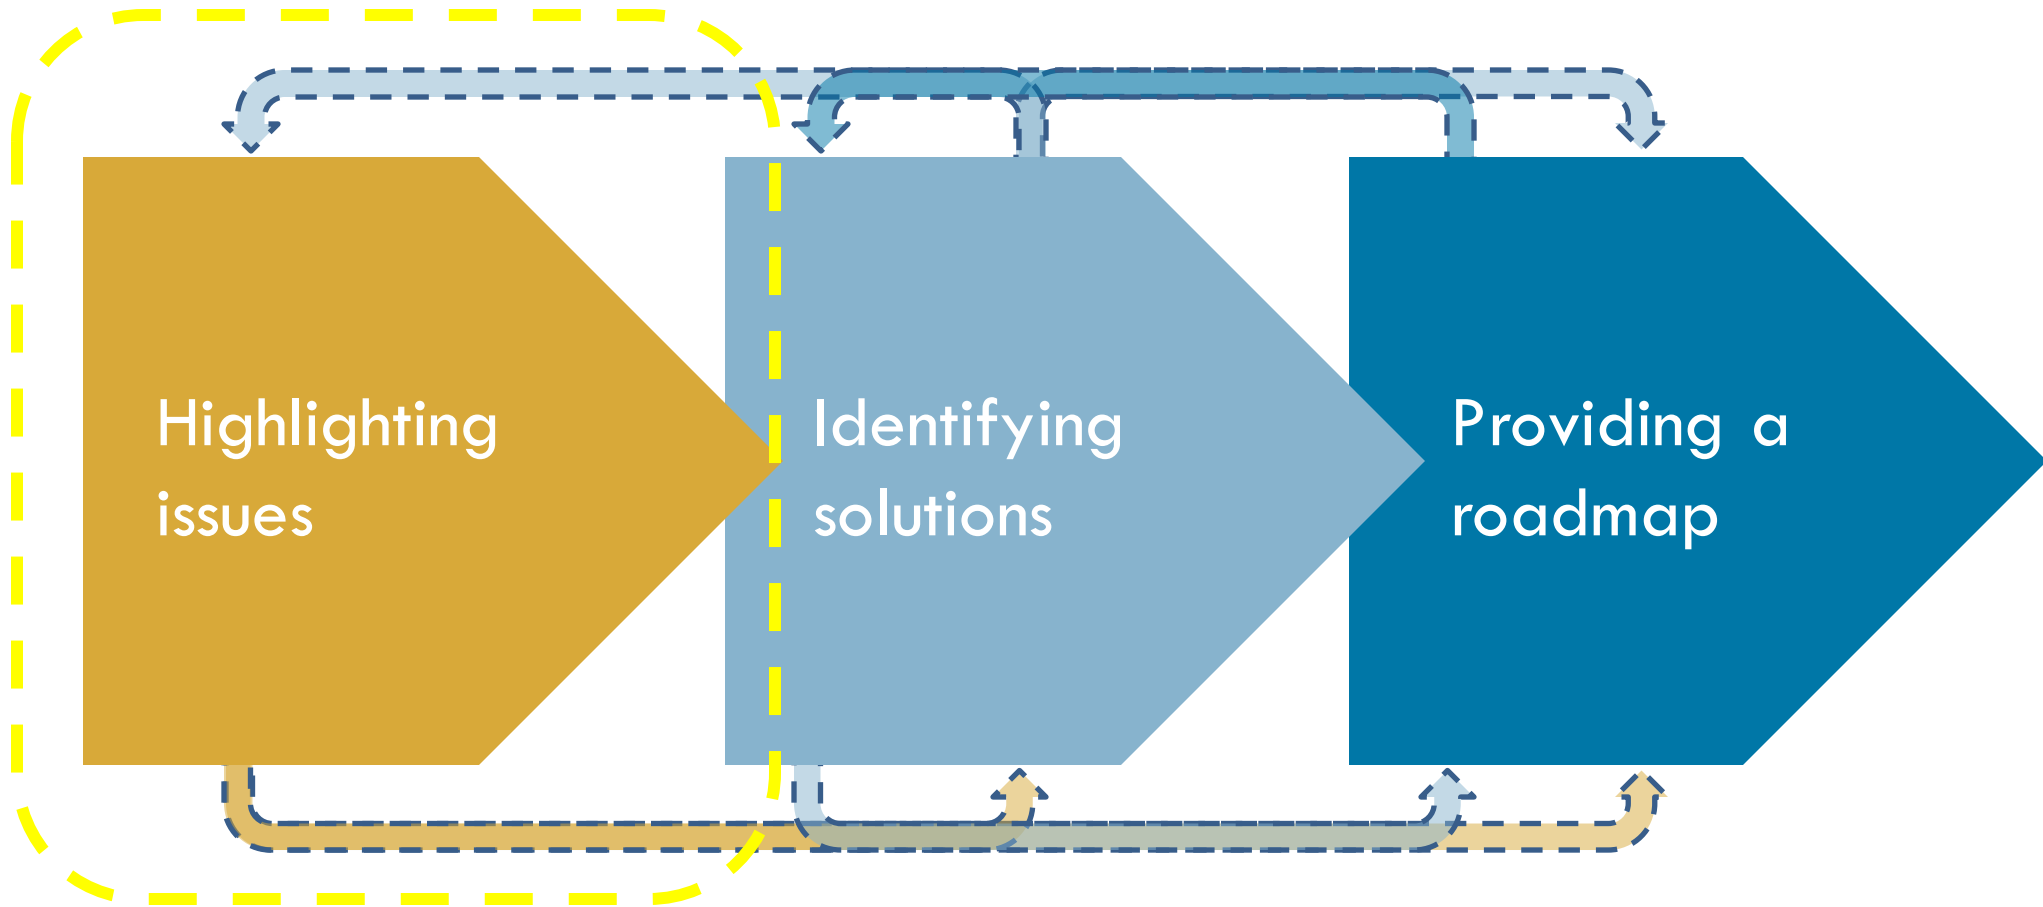 Highlighting
issues
Identifying
solutions
Providing a
roadmap